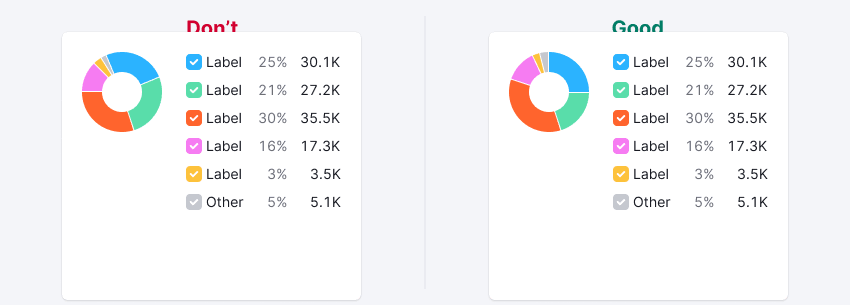 Don't
Good
Label 25% 30.1K
Label 21% 27.2K
Label 30% 35.5K
Label 16% 17.3K
Label 3% 3.5K
Other 5% 5.1K
Label 25% 30.1K
Label 21% 27.2K
Label 30% 35.5K
Label 16% 17.3K
Label 3% 3.5K
Other 5% 5.1K